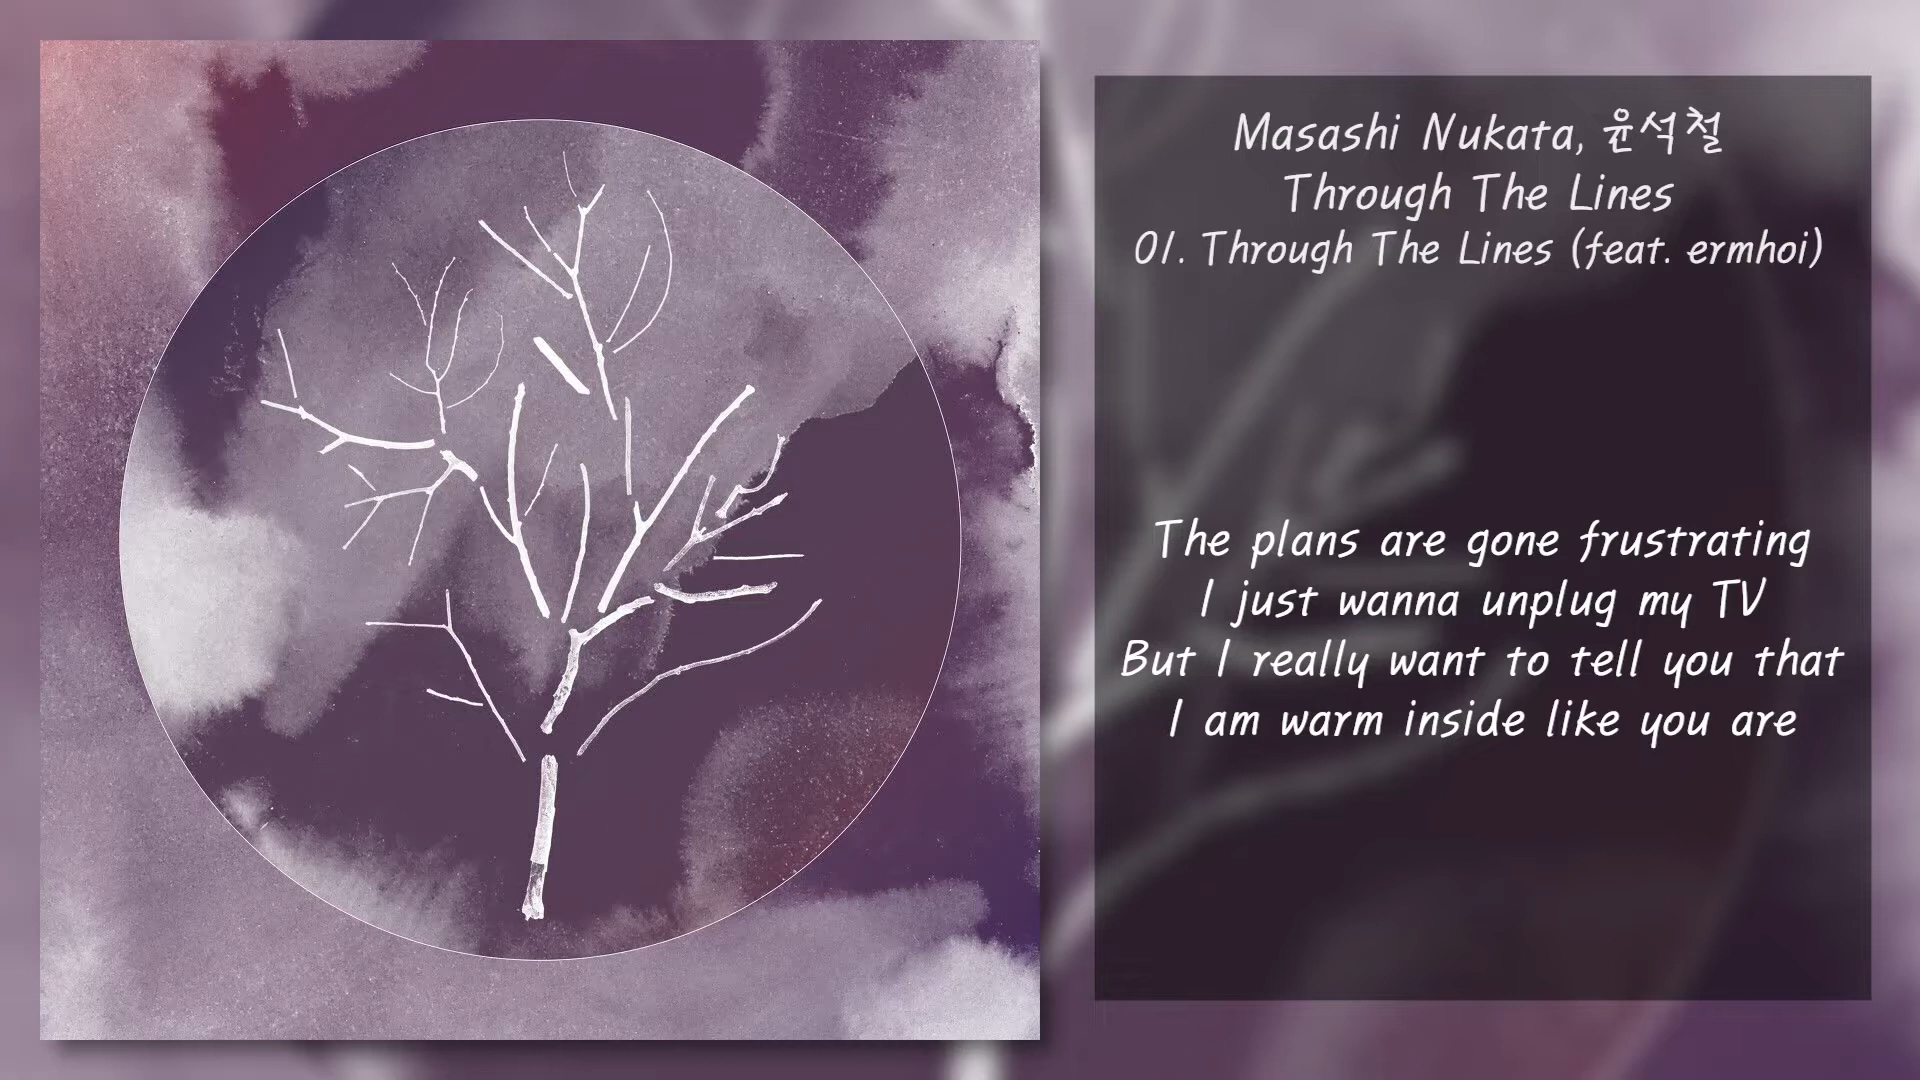 Masashi Nukata, 윤석철
Through The Lines
01. Through The Lines (feat. ermhoi)
The plans are gone frustrating
I just wanna unplug my TV
But I really want to tell you that
I am warm inside like you are